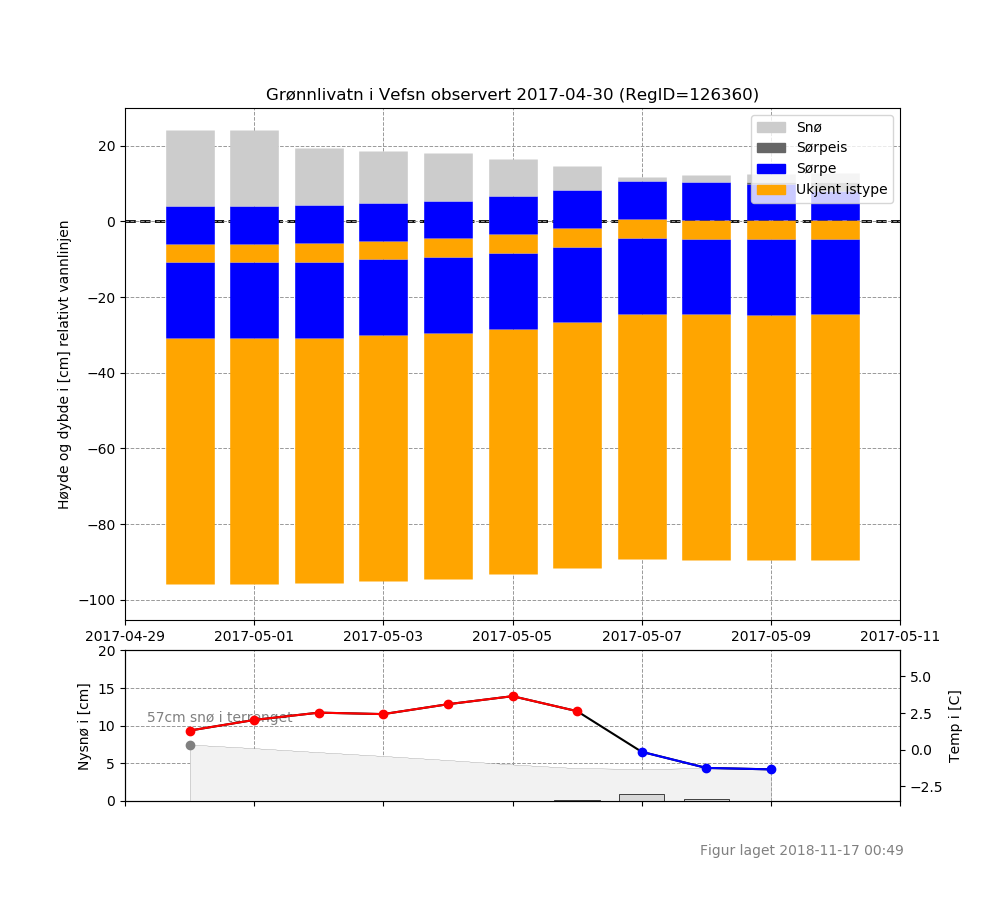 Grønnlivatn i Vefsn observert 2017-04-30 (RegID=126360)
Snø
Sørpeis
Sørpe
Ukjent istype
Høyde og dybde i [cm] relativt vannlinjen
20
0
−20
−40
−60
−80
−100
2017-04-29 2017-05-01 2017-05-03 2017-05-05 2017-05-07 2017-05-09 2017-05-11
Nysnø i [cm]
20
15
10
5
0
57cm snø i terrenget
5.0
2.5
0.0
−2.5
Temp i [C]
Figur laget 2018-11-17 00:49